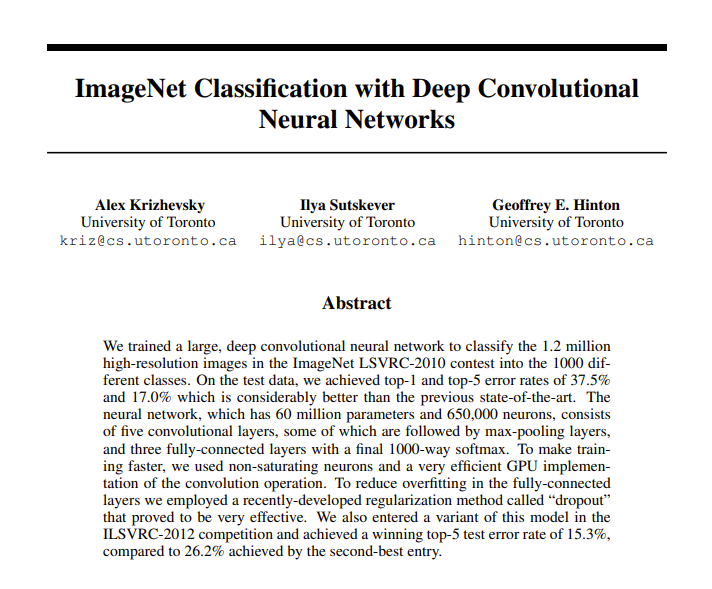 ImageNet Classification with Deep Convolutional
Neural Networks
Alex Krizhevsky
University of Toronto
kriz@cs.utoronto.ca
Ilya Sutskever
University of Toronto
ilya@cs.utoronto.ca
Geoffrey E. Hinton
University of Toronto
hinton@cs.utoronto.ca
Abstract
We trained a large, deep convolutional neural network to classify the 1.2 million
high-resolution images in the ImageNet LSVRC-2010 contest into the 1000 dif-
ferent classes. On the test data, we achieved top-1 and top-5 error rates of 37.5%
and 17.0% which is considerably better than the previous state-of-the-art. The
neural network, which has 60 million parameters and 650,000 neurons, consists
of five convolutional layers, some of which are followed by max-pooling layers,
and three fully-connected layers with a final 1000-way softmax. To make train-
ing faster, we used non-saturating neurons and a very efficient GPU implemen-
tation of the convolution operation. To reduce overfitting in the fully-connected
layers we employed a recently-developed regularization method called “dropout”
that proved to be very effective. We also entered a variant of this model in the
ILSVRC-2012 competition and achieved a winning top-5 test error rate of 15.3%,
compared to 26.2% achieved by the second-best entry.